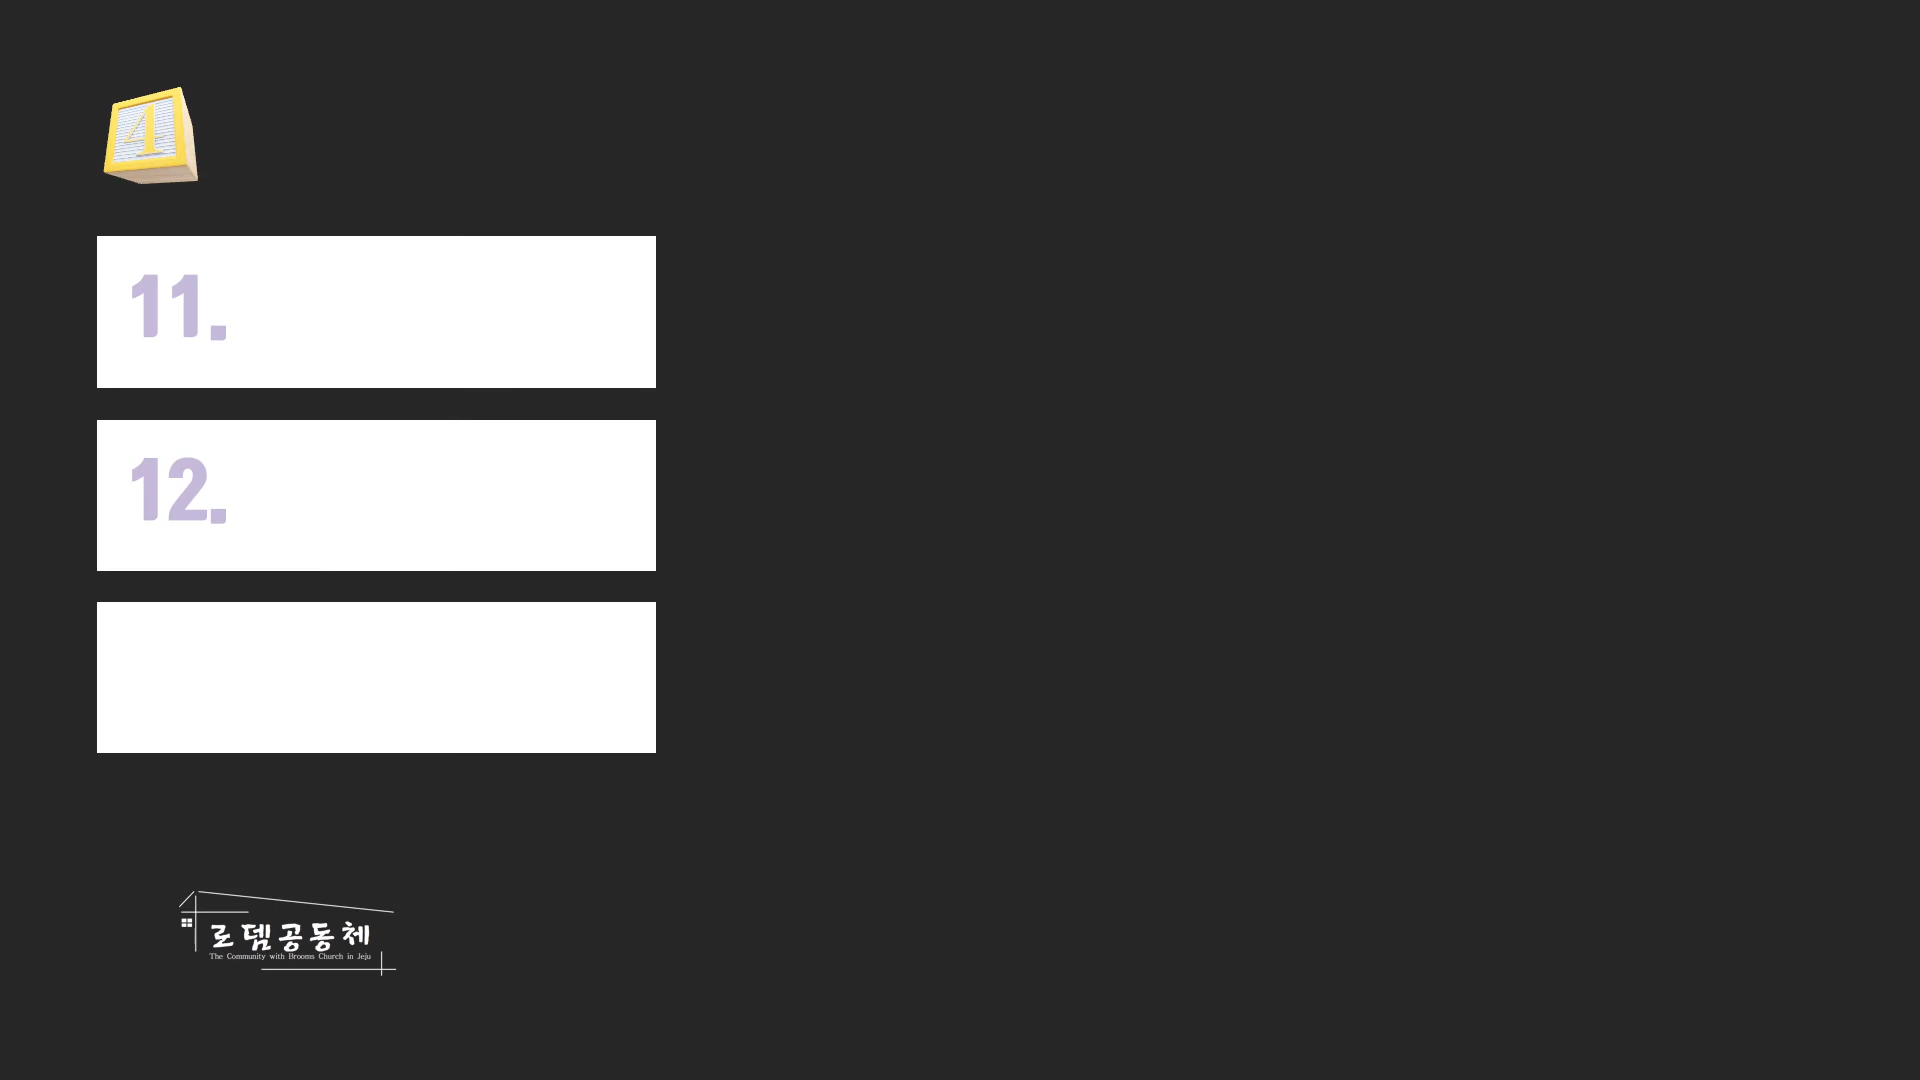 4
11.
12.
로뎀공동체
The Community with Brooms Church in Jeju